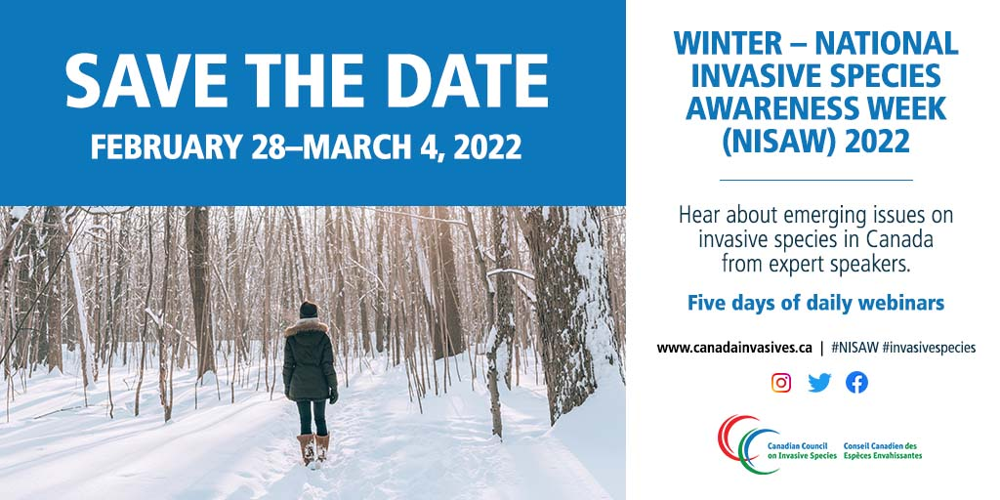 SAVE THE DATE
FEBRUARY 28–MARCH 4, 2022
WINTER – NATIONAL
INVASIVE SPECIES
AWARENESS WEEK
(NISAW) 2022
Hear about emerging issues on
invasive species in Canada
from expert speakers.
Five days of daily webinars
www.canadainvasives.ca | #NISAW #invasivespecies
Canadian Council
on Invasive Species
Conseil Canadien des
Espèces Envahissantes